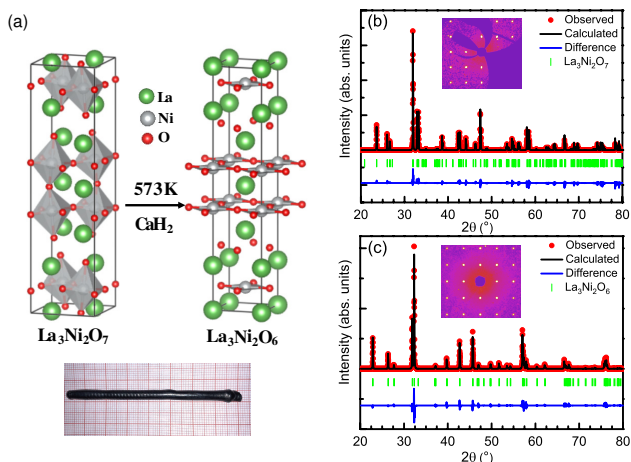 (a)
La
Ni
O
573K
CaH2
La3Ni2O7
La3Ni2O6
(b)
Observed
Calculated
Difference
La3Ni2O7
Intensity (abs. units)
20 30 40 50 60 70 80
2θ (°)
(c)
Observed
Calculated
Difference
La3Ni2O6
Intensity (abs. units)
20 30 40 50 60 70 80
2θ (°)